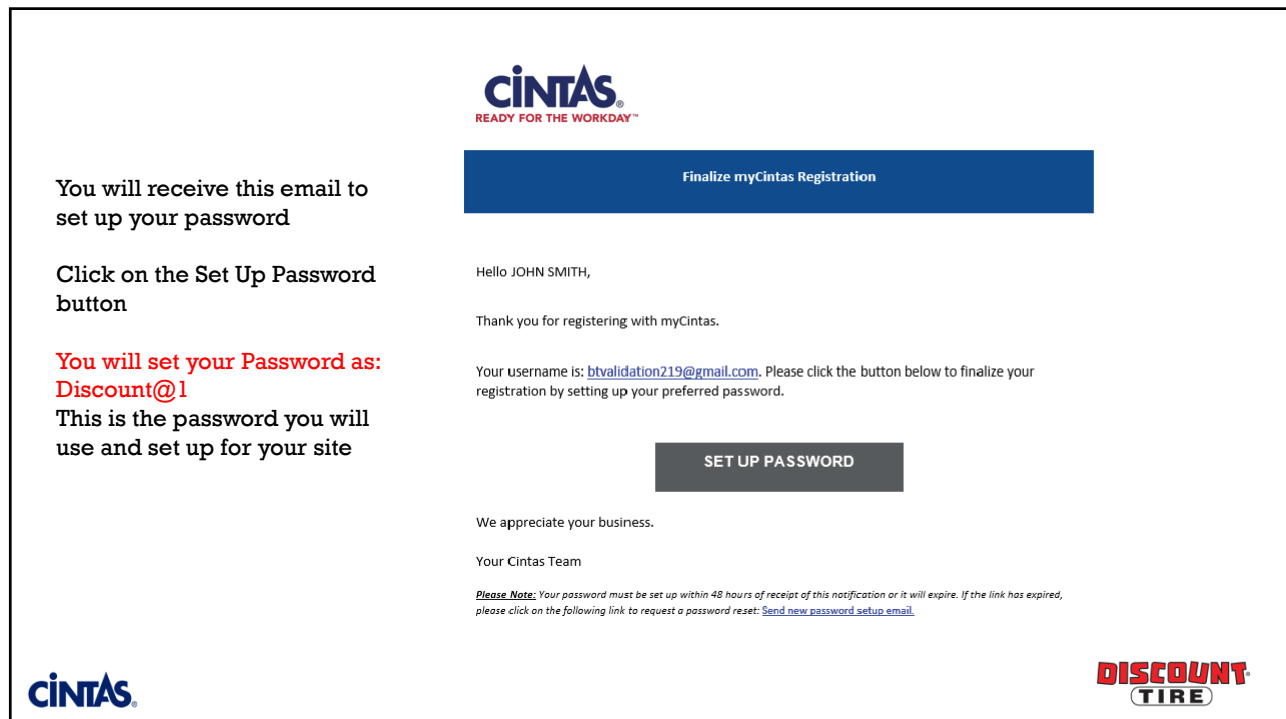 CINTAS®
READY FOR THE WORKDAY™
You will receive this email to
set up your password
Click on the Set Up Password
button
You will set your Password as:
Discount@1
This is the password you will
use and set up for your site
Finalize myCintas Registration
Hello JOHN SMITH,
Thank you for registering with myCintas.
Your username is: btvalidation219@gmail.com. Please click the button below to finalize your
registration by setting up your preferred password.
SET UP PASSWORD
We appreciate your business.
Your Cintas Team
Please Note: Your password must be set up within 48 hours of receipt of this notification or it will expire. If the link has expired,
please click on the following link to request a password reset: Send new password setup email.
CINTAS®
DISCOUNT®
TIRE